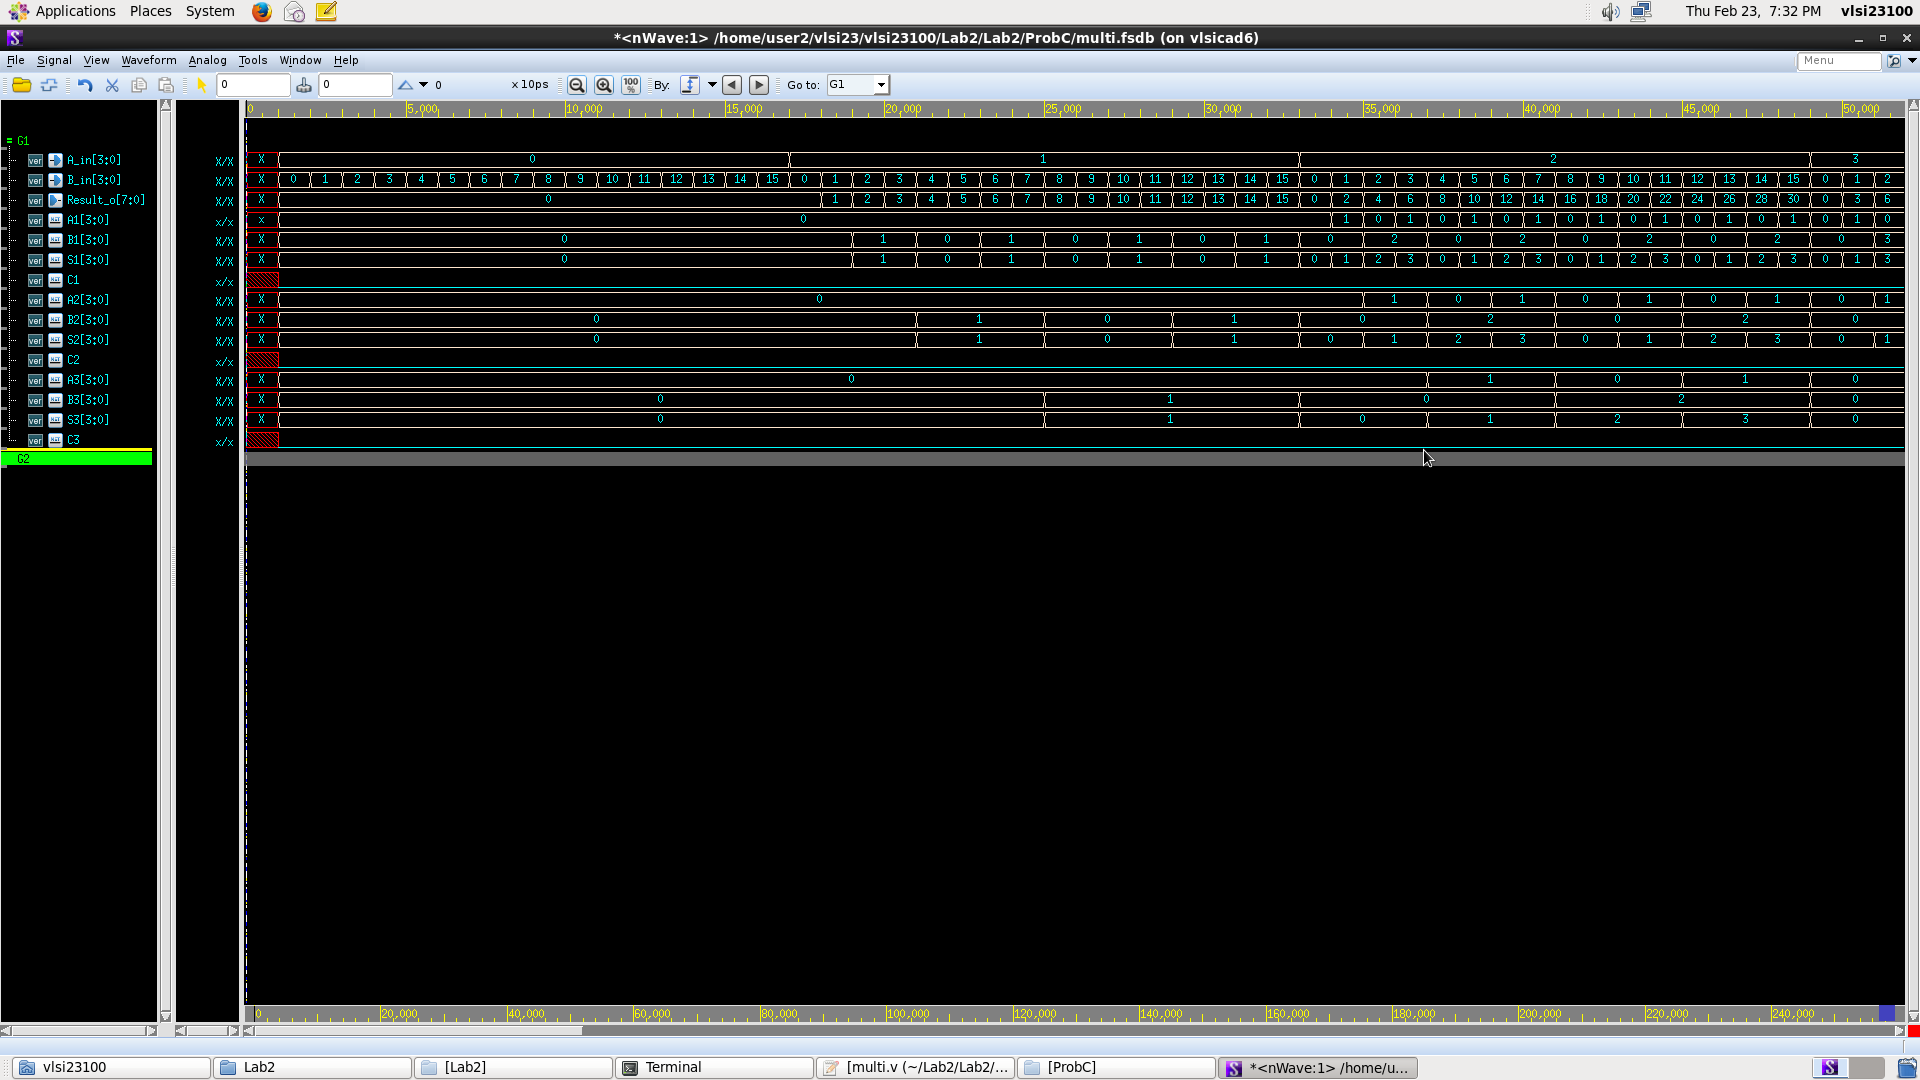 Applications Places System Thu Feb 23, 7:32 PM vlsi23100
*<nWave:1> /home/user2/vlsi23/vlsi23100/Lab2/Lab2/ProbC/multi.fsdb (on vlsicad6)
File Signal View Waveform Analog Tools Window Help Menu
0 0 0 x 10ps 100 % By: Go to: G1
0 5,000 10,000 15,000 20,000 25,000 30,000 35,000 40,000 45,000 50,000
G1
ver A_in[3:0] X/X X 0 1 2 3
ver B_in[3:0] X/X X 0 1 2 3 4 5 6 7 8 9 10 11 12 13 14 15 0 1 2 3 4 5 6 7 8 9 10 11 12 13 14 15 0 1 2 3 4 5 6 7 8 9 10 11 12 13 14 15 0 1 2
ver Result_o[7:0] X/X X 0 1 2 3 4 5 6 7 8 9 10 11 12 13 14 15 0 2 4 6 8 10 12 14 16 18 20 22 24 26 28 30 0 3 6
ver A1[3:0] x/x x 0 1 0 1 0 1 0 1 0 1 0 1 0 1 0 1 0 1 0
ver B1[3:0] X/X X 0 1 0 1 0 1 0 1 0 2 0 2 0 2 0 2 0 3
ver S1[3:0] X/X X 0 1 0 1 0 1 0 1 0 1 2 3 0 1 2 3 0 1 2 3 0 1 2 3 0 1 3
ver C1 x/x
ver A2[3:0] X/X X 0 1 0 1 0 1 0 1 0 1
ver B2[3:0] X/X X 0 1 0 1 0 2 0 2 0
ver S2[3:0] X/X X 0 1 0 1 0 1 2 3 0 1 2 3 0 1
ver C2 x/x
ver A3[3:0] X/X X 0 1 0 1 0
ver B3[3:0] X/X X 0 1 0 2 0
ver S3[3:0] X/X X 0 1 0 1 2 3 0
ver C3 x/x
G2
0 20,000 40,000 60,000 80,000 100,000 120,000 140,000 160,000 180,000 200,000 220,000 240,000
vlsi23100 Lab2 [Lab2] Terminal [multi.v (~/Lab2/Lab2/... [ProbC] *<nWave:1> /home/u...